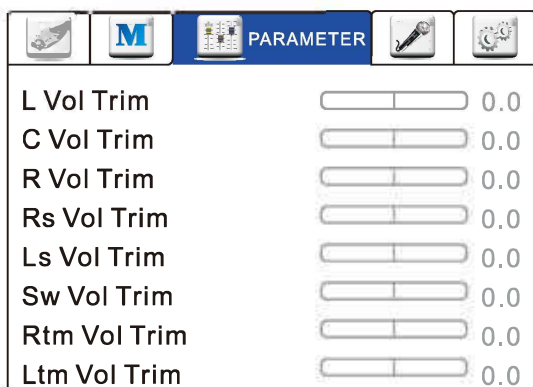 M PARAMETER
L Vol Trim 0.0
C Vol Trim 0.0
R Vol Trim 0.0
Rs Vol Trim 0.0
Ls Vol Trim 0.0
Sw Vol Trim 0.0
Rtm Vol Trim 0.0
Ltm Vol Trim 0.0